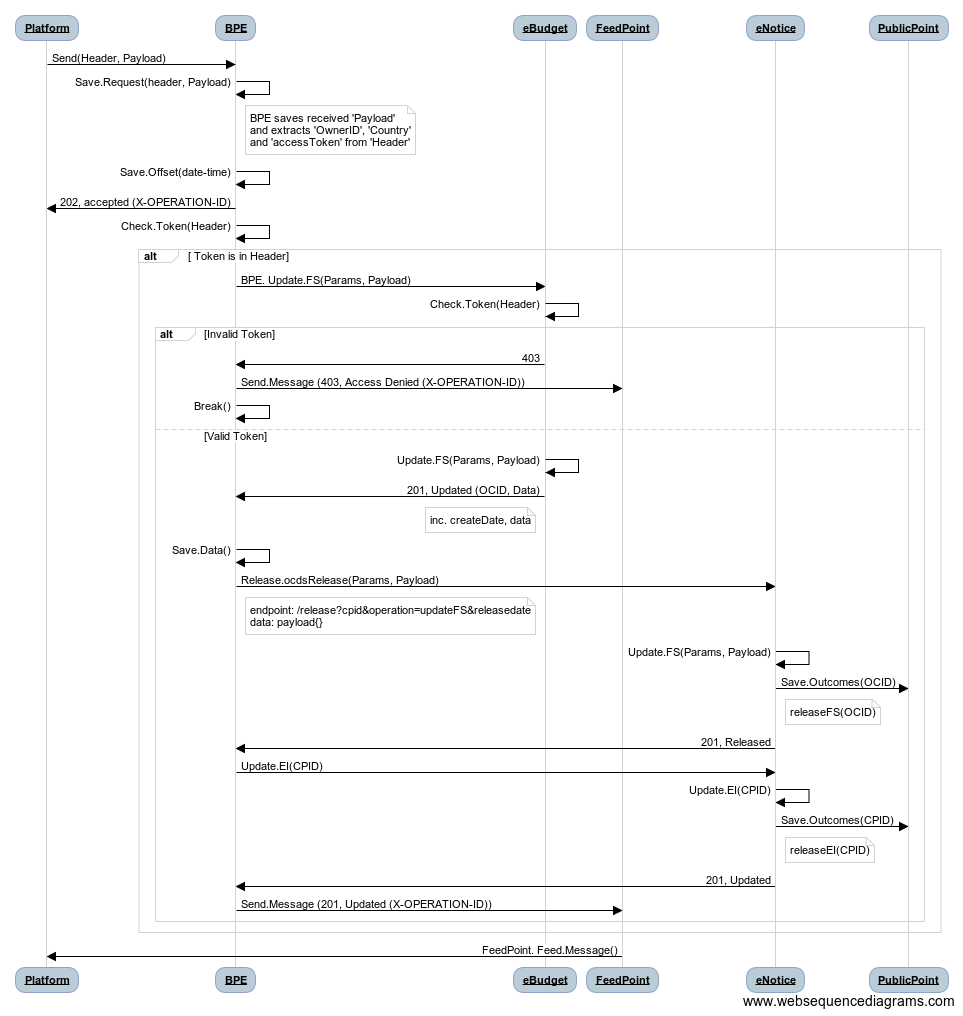 Platform BPE eBudget FeedPoint eNotice PublicPoint
Send(Header, Payload)
Save.Request(header, Payload)
BPE saves received 'Payload'
and extracts 'OwnerID', 'Country'
and 'accessToken' from 'Header'
Save.Offset(date-time)
202, accepted (X-OPERATION-ID)
Check.Token(Header)
alt [ Token is in Header]
BPE. Update.FS(Params, Payload)
Check.Token(Header)
alt [Invalid Token]
403
Send.Message (403, Access Denied (X-OPERATION-ID))
Break()
[Valid Token]
Update.FS(Params, Payload)
201, Updated (OCID, Data)
inc. createDate, data
Save.Data()
Release.ocdsRelease(Params, Payload)
endpoint: /release?cpid&operation=updateFS&releasedate
data: payload{}
Update.FS(Params, Payload)
Save.Outcomes(OCID)
releaseFS(OCID)
201, Released
Update.EI(CPID)
Update.EI(CPID)
Save.Outcomes(CPID)
releaseEI(CPID)
201, Updated
Send.Message (201, Updated (X-OPERATION-ID))
FeedPoint. Feed.Message()
Platform BPE eBudget FeedPoint eNotice PublicPoint
www.websequencediagrams.com